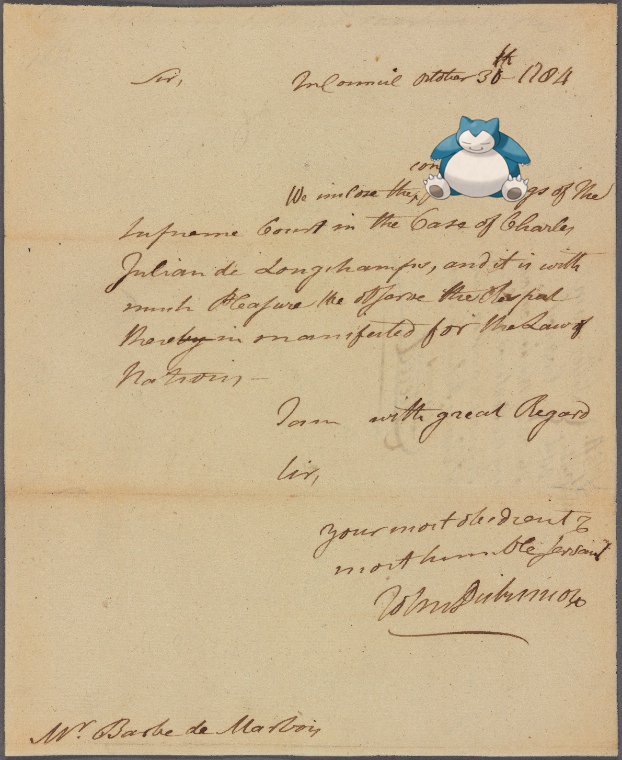 Sir, In Council October 30th 1784
con
We inclose the gs of the
Supreme Court in the Case of Charles
Julian de Longchamps, and it is with
much Pleasure We observe the Respect
thereby in manifested for the Law of
Nations—
I am with great Regard
Sir,
your most obedient &
most humble servant
John Dickinson
Mr. Barbe de Marbois